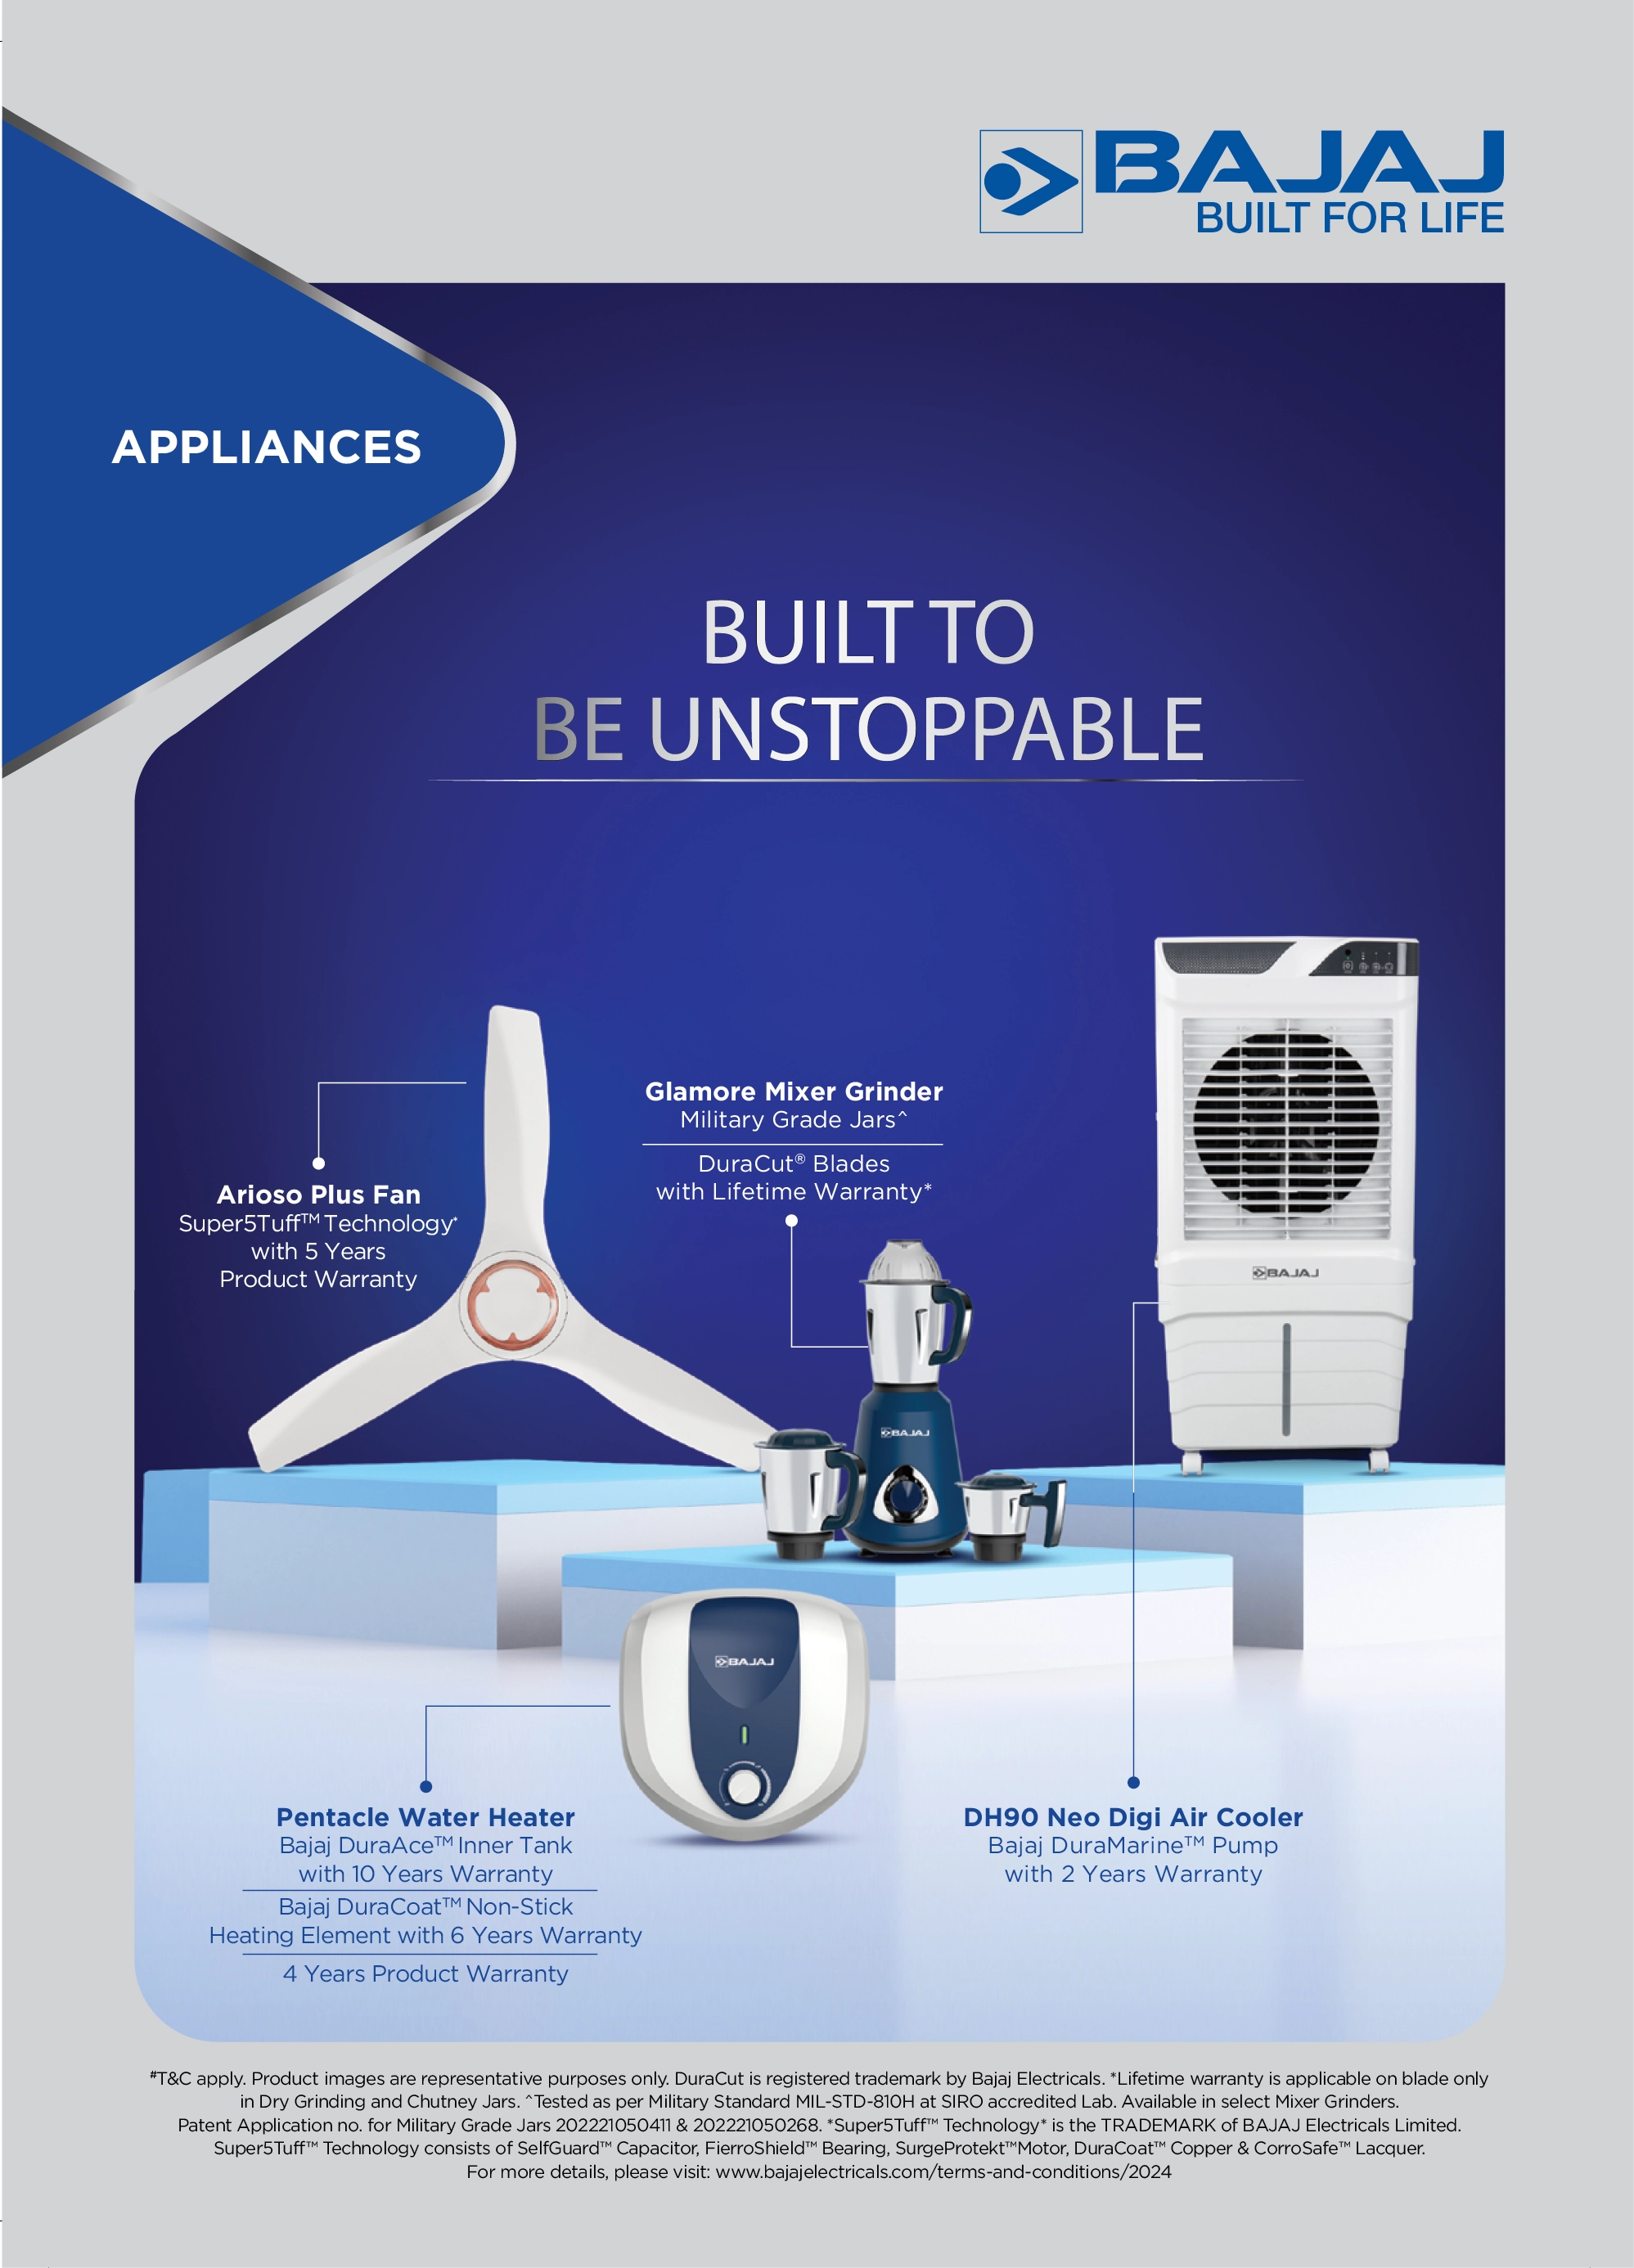 BAJAJ
BUILT FOR LIFE
APPLIANCES
BUILT TO
BE UNSTOPPABLE
Arioso Plus Fan
Super5Tuff™ Technology*
with 5 Years
Product Warranty
Glamore Mixer Grinder
Military Grade Jars^
DuraCut® Blades
with Lifetime Warranty*
BAJAJ
BAJAJ
BAJAJ
Pentacle Water Heater
Bajaj DuraAce™ Inner Tank
with 10 Years Warranty
Bajaj DuraCoat™ Non-Stick
Heating Element with 6 Years Warranty
4 Years Product Warranty
DH90 Neo Digi Air Cooler
Bajaj DuraMarine™ Pump
with 2 Years Warranty
#T&C apply. Product images are representative purposes only. DuraCut is registered trademark by Bajaj Electricals. *Lifetime warranty is applicable on blade only
in Dry Grinding and Chutney Jars. ^Tested as per Military Standard MIL-STD-810H at SIRO accredited Lab. Available in select Mixer Grinders.
Patent Application no. for Military Grade Jars 202221050411 & 202221050268. *Super5Tuff™ Technology* is the TRADEMARK of BAJAJ Electricals Limited.
Super5Tuff™ Technology consists of SelfGuard™ Capacitor, FierroShield™ Bearing, SurgeProtekt™Motor, DuraCoat™ Copper & CorroSafe™ Lacquer.
For more details, please visit: www.bajajelectricals.com/terms-and-conditions/2024